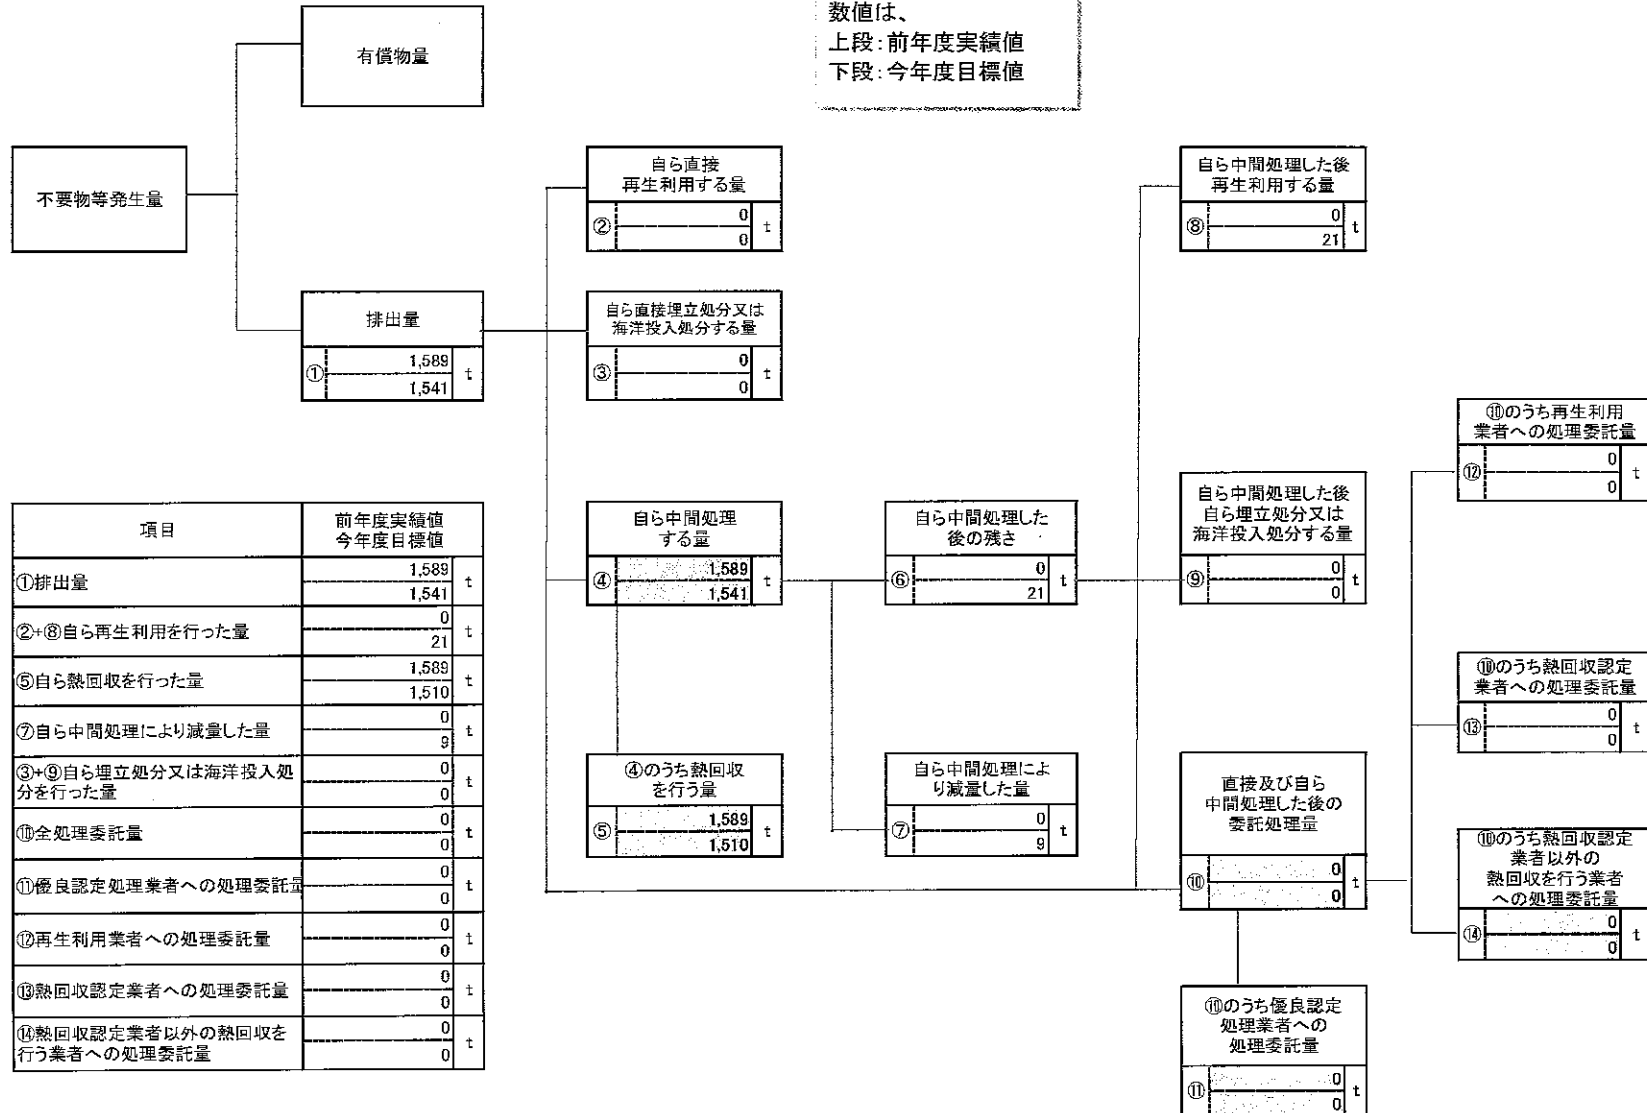 数値は、
上段:前年度実績値
下段:今年度目標値
有償物量
不要物等発生量
排出量
① 1,589 t
1,541
自ら直接
再生利用する量
② 0 t
0
自ら直接埋立処分又は
海洋投入処分する量
③ 0 t
0
自ら中間処理した後
再生利用する量
⑧ 0 t
21
自ら中間処理
する量
④ 1,589 t
1,541
自ら中間処理した
後の残さ
⑥ 0 t
21
自ら中間処理した後
自ら埋立処分又は
海洋投入処分する量
⑨ 0 t
0
⑩のうち再生利用
業者への処理委託量
⑫ 0 t
0
⑩のうち熱回収認定
業者への処理委託量
⑬ 0 t
0
④のうち熱回収
を行う量
⑤ 1,589 t
1,510
自ら中間処理によ
り減量した量
⑦ 0 t
9
直接及び自ら
中間処理した後の
委託処理量
⑩ 0 t
0
⑩のうち熱回収認定
業者以外の
熱回収を行う業者
への処理委託量
⑭ 0 t
0
⑩のうち優良認定
処理業者への
処理委託量
⑪ 0 t
0
項目 前年度実績値
今年度目標値
①排出量 1,589 t
1,541
②+⑧自ら再生利用を行った量 0 t
21
⑤自ら熱回収を行った量 1,589 t
1,510
⑦自ら中間処理により減量した量 0 t
9
③+⑨自ら埋立処分又は海洋投入処
分を行った量 0 t
0
⑩全処理委託量 0 t
0
⑪優良認定処理業者への処理委託量 0 t
0
⑫再生利用業者への処理委託量 0 t
0
⑬熱回収認定業者への処理委託量 0 t
0
⑭熱回収認定業者以外の熱回収を
行う業者への処理委託量 0 t
0